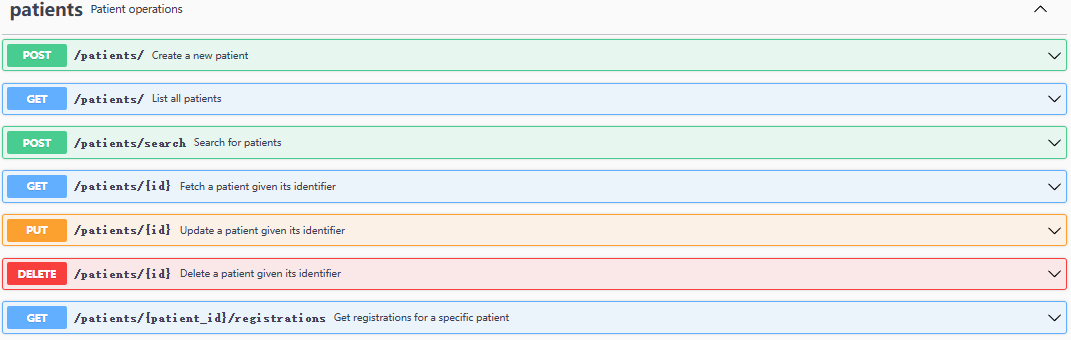 patients Patient operations
POST /patients/ Create a new patient
GET /patients/ List all patients
POST /patients/search Search for patients
GET /patients/{id} Fetch a patient given its identifier
PUT /patients/{id} Update a patient given its identifier
DELETE /patients/{id} Delete a patient given its identifier
GET /patients/{patient_id}/registrations Get registrations for a specific patient